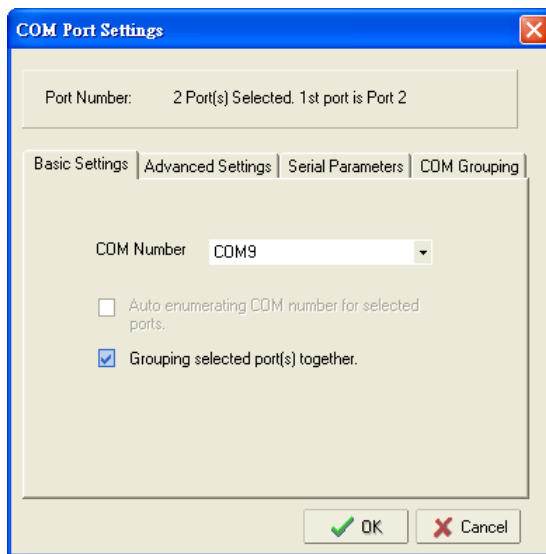 COM Port Settings
Port Number: 2 Port(s) Selected. 1st port is Port 2
Basic Settings Advanced Settings Serial Parameters COM Grouping
COM Number COM9
Auto enumerating COM number for selected
ports.
Grouping selected port(s) together.
OK Cancel